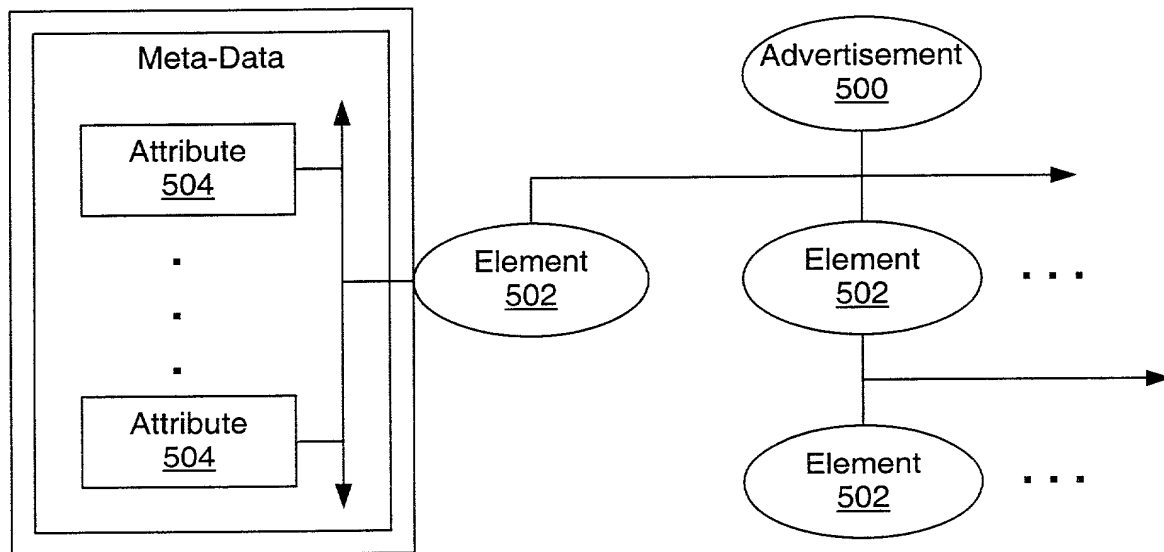 Meta-Data
Attribute
504
Attribute
504
Advertisement
500
Element
502
Element
502
Element
502